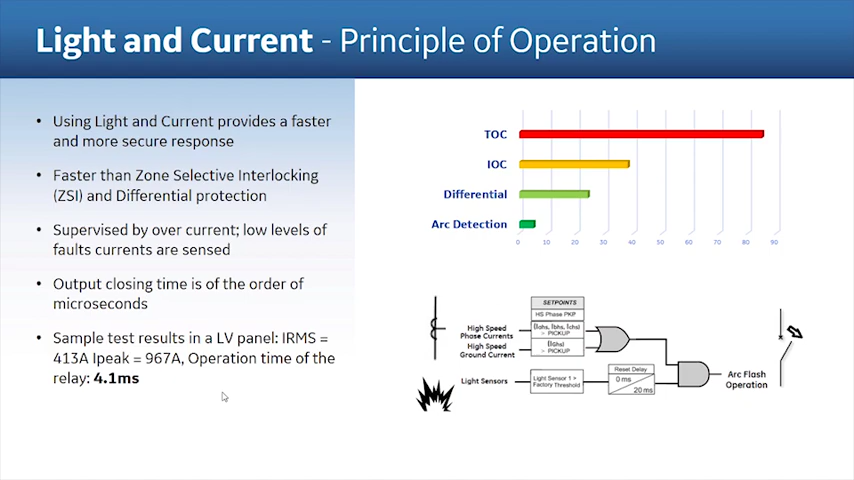 Light and Current - Principle of Operation
• Using Light and Current provides a faster
and more secure response
• Faster than Zone Selective Interlocking
(ZSI) and Differential protection
• Supervised by over current; low levels of
faults currents are sensed
• Output closing time is of the order of
microseconds
• Sample test results in a LV panel: IRMS =
413A Ipeak = 967A, Operation time of the
relay: 4.1ms
TOC
IOC
Differential
Arc Detection
0 10 20 30 40 50 60 70 80 90
SETPOINTS
HS Phase PKP
High Speed
Phase Currents
(Iahs, Ibhs, Ichs)
> PICKUP
High Speed
Ground Current
(IGhs)
> PICKUP
Light Sensors
Light Sensor 1 >
Factory Threshold
Reset Delay
0 ms
20 ms
Arc Flash
Operation